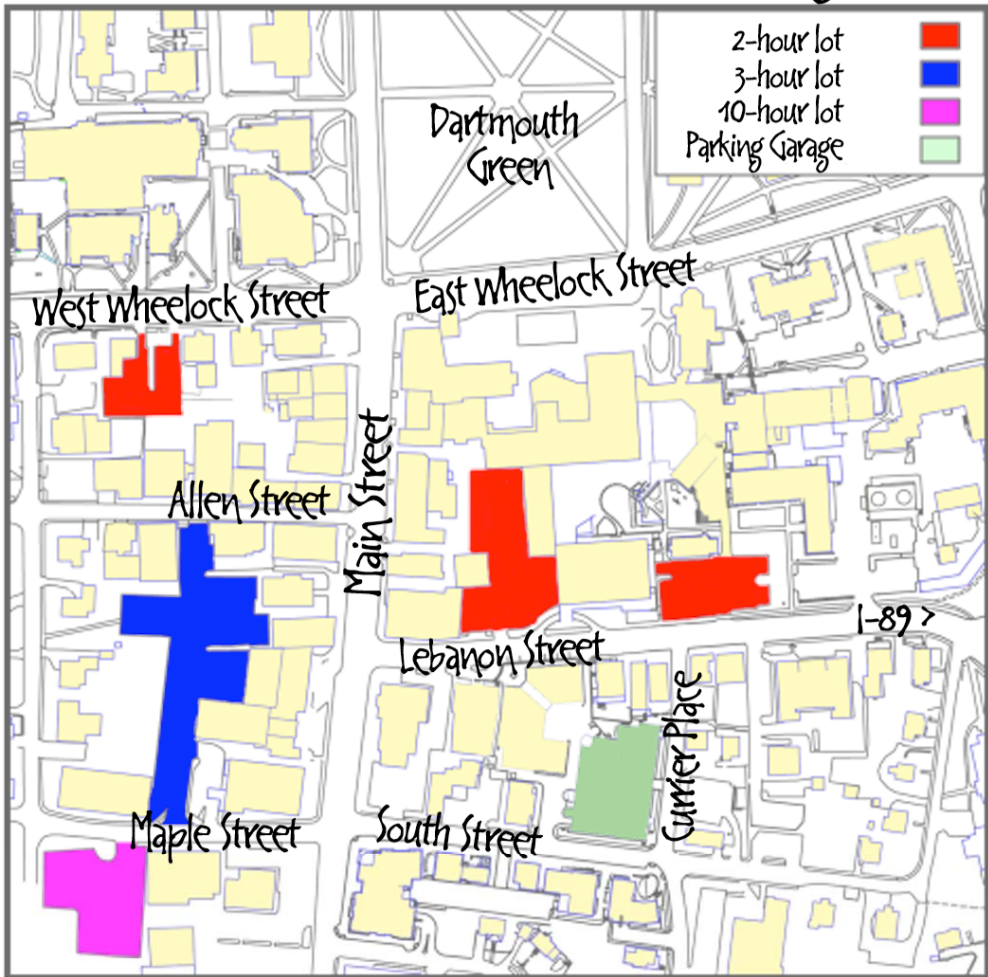 2-hour lot
3-hour lot
10-hour lot
Parking Garage
Dartmouth
Green
West Wheelock Street
East Wheelock Street
Main Street
Allen Street
I-89 >
Lebanon Street
Currier Place
Maple Street
South Street